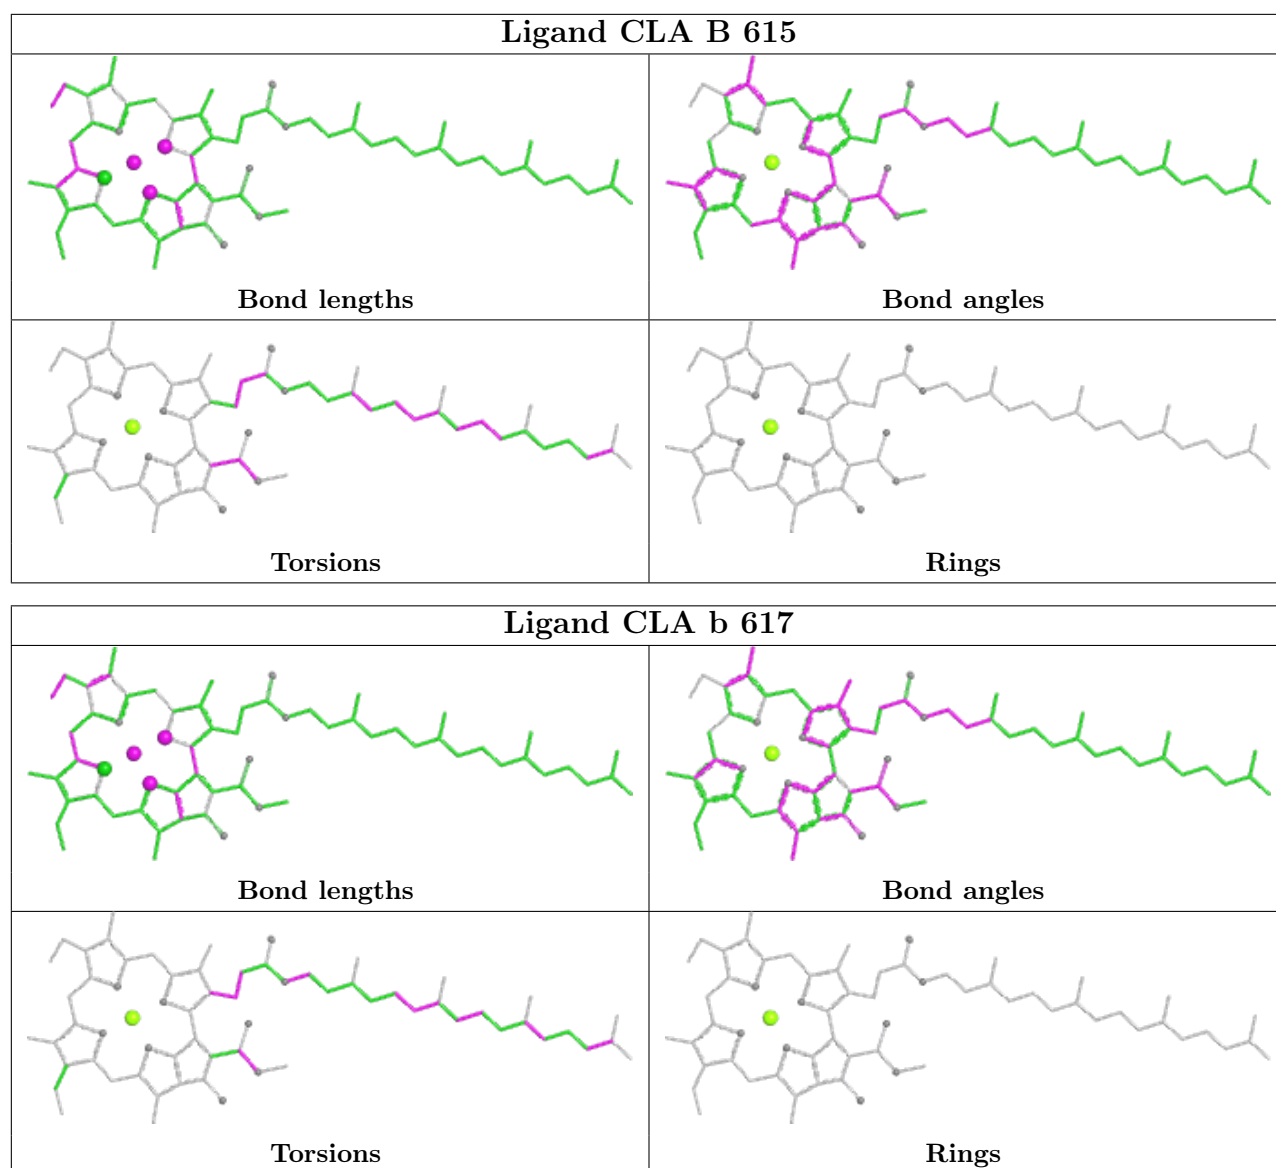 Ligand CLA B 615
Bond lengths
Bond angles
Torsions
Rings
Ligand CLA b 617
Bond lengths
Bond angles
Torsions
Rings